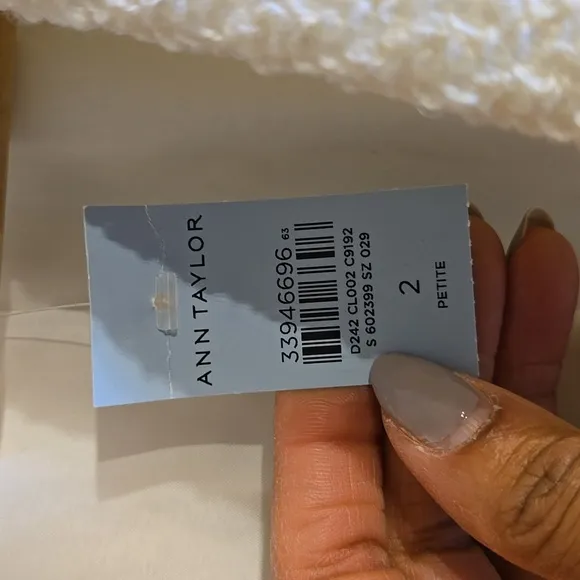 ANN TAYLOR
33946696 63
D242 CL002 C9192
S 602399 SZ 029
2
PETITE